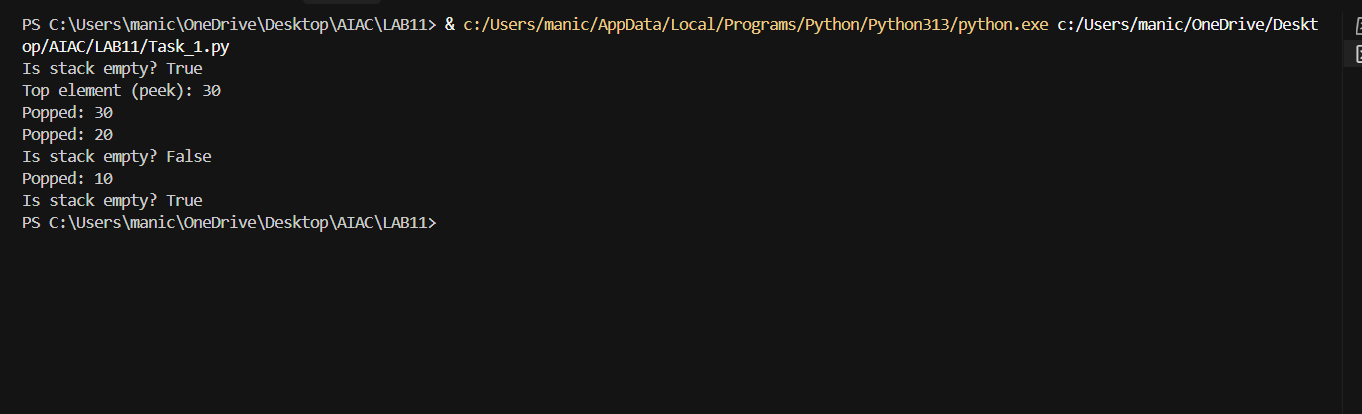 PS C:\Users\manic\OneDrive\Desktop\AIAC\LAB11> & c:/Users/manic/AppData/Local/Programs/Python/Python313/python.exe c:/Users/manic/OneDrive/Deskt
op/AIAC/LAB11/Task_1.py
Is stack empty? True
Top element (peek): 30
Popped: 30
Popped: 20
Is stack empty? False
Popped: 10
Is stack empty? True
PS C:\Users\manic\OneDrive\Desktop\AIAC\LAB11>